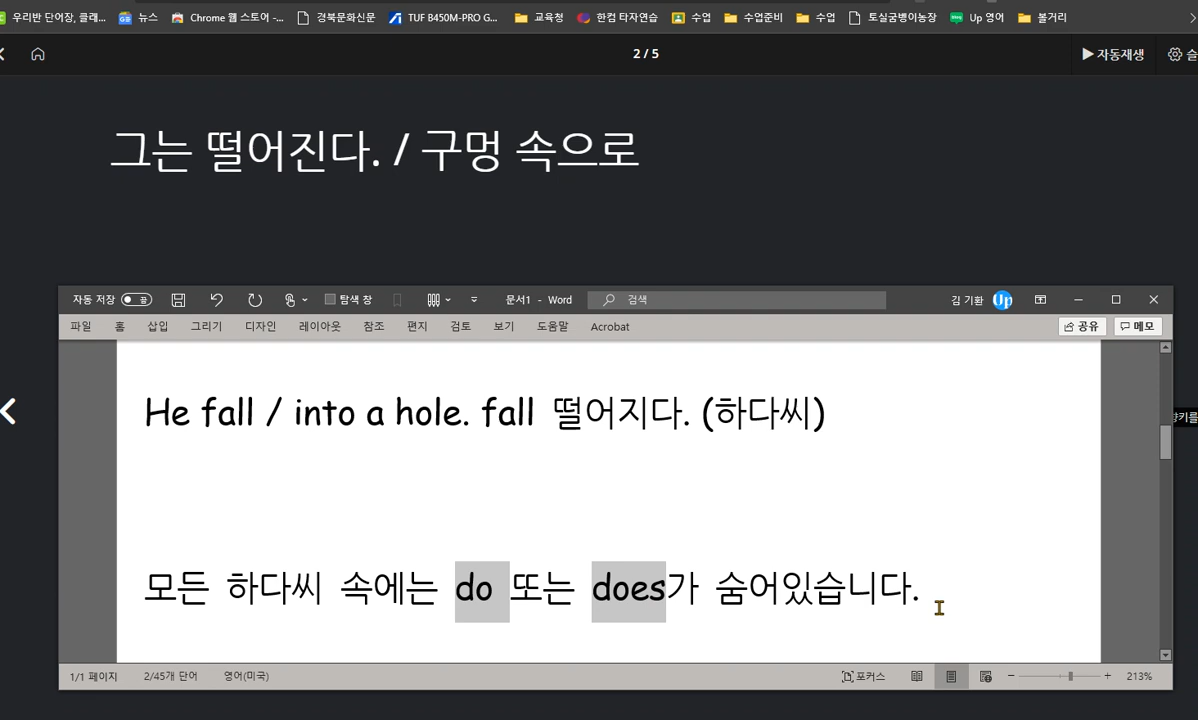 우리반 단어장, 플래... 뉴스 Chrome 웹 스토어 -... 경북문화신문 TUF B450M-PRO G... 교육청 한컴 타자연습 수업 수업준비 수업 토실굼벵이농장 Up 영어 볼거리
2 / 5 자동재생 슬
그는 떨어진다. / 구멍 속으로
자동 저장 끔 탐색 창 문서1 - Word 검색 김 기환 Up
파일 홈 삽입 그리기 디자인 레이아웃 참조 편지 검토 보기 도움말 Acrobat 공유 메모
He fall / into a hole. fall 떨어지다. (하다씨)
향키를
모든 하다씨 속에는 do 또는 does가 숨어있습니다.
1/1 페이지 2/45개 단어 영어(미국) 포커스 213%